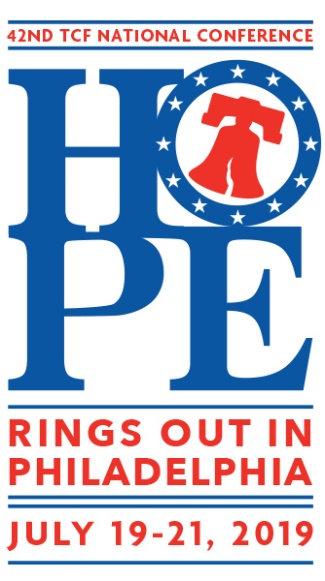 42ND TCF NATIONAL CONFERENCE
HO
PE
RINGS OUT IN
PHILADELPHIA
JULY 19-21, 2019